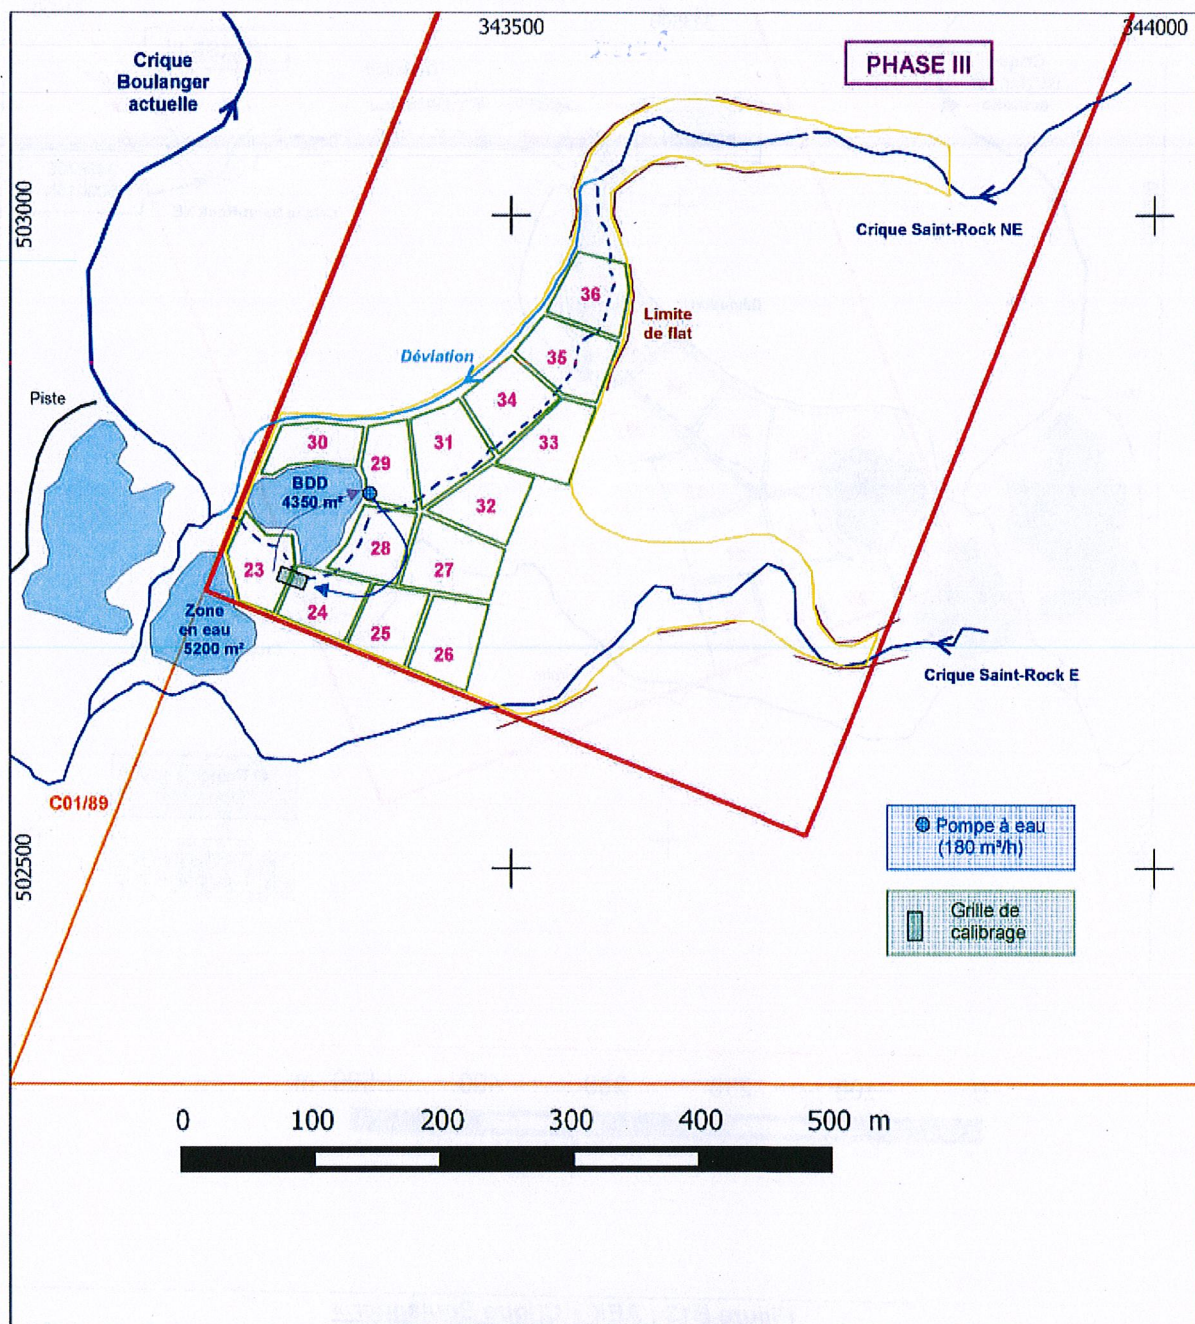 343500
344000
Crique
Boulanger
actuelle
PHASE III
503000
Crique Saint-Rock NE
36
Limite
de flat
35
Déviation
Piste
34
30
31
33
29
BDD
4350 m²
32
28
23
27
24
Zone
en eau
5200 m²
25
26
Crique Saint-Rock E
C01/89
502500
Pompe à eau
(180 m³/h)
Grille de
calibrage
0 100 200 300 400 500 m